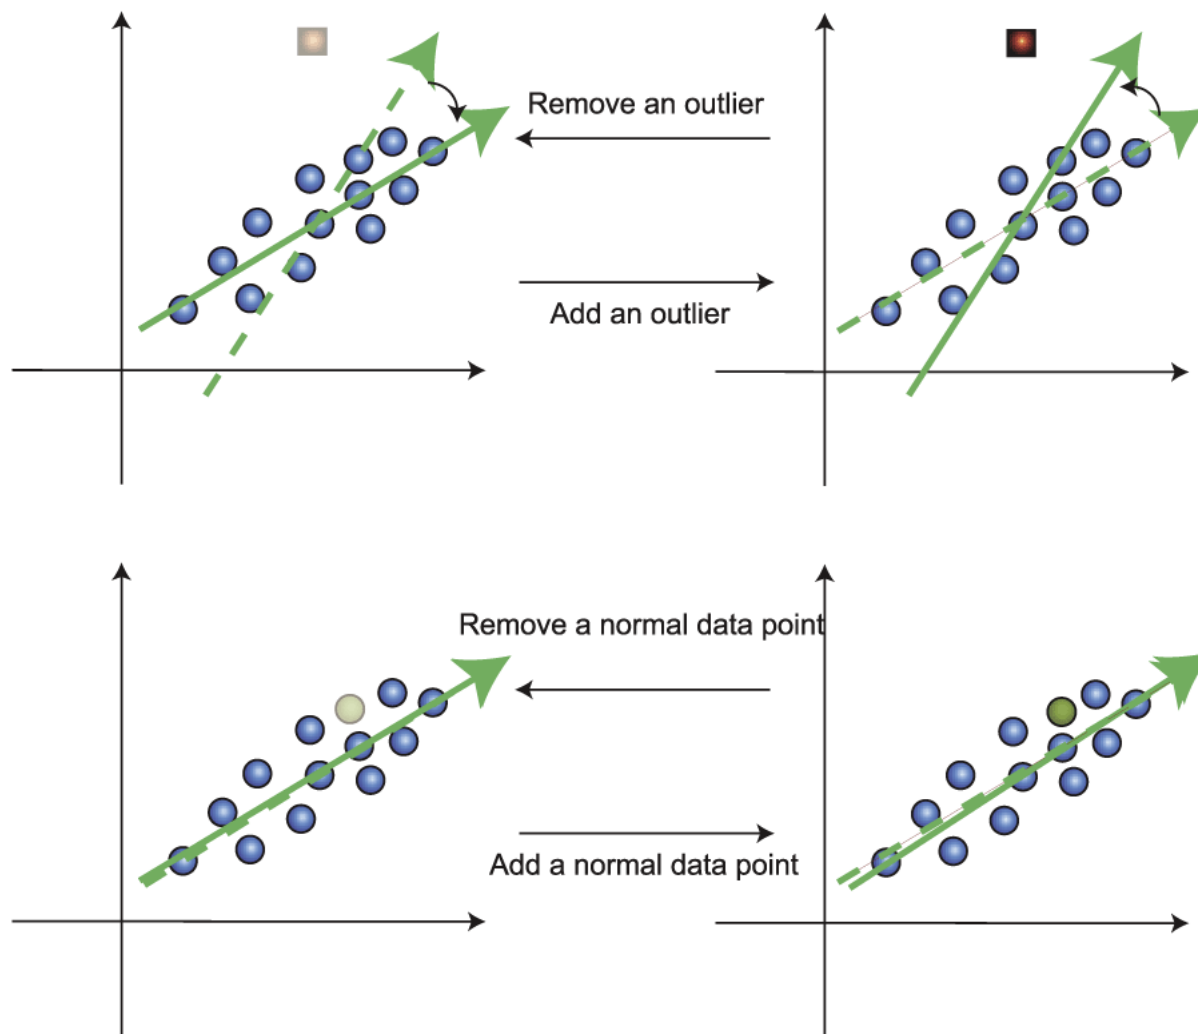 Remove an outlier
Add an outlier
Remove a normal data point
Add a normal data point